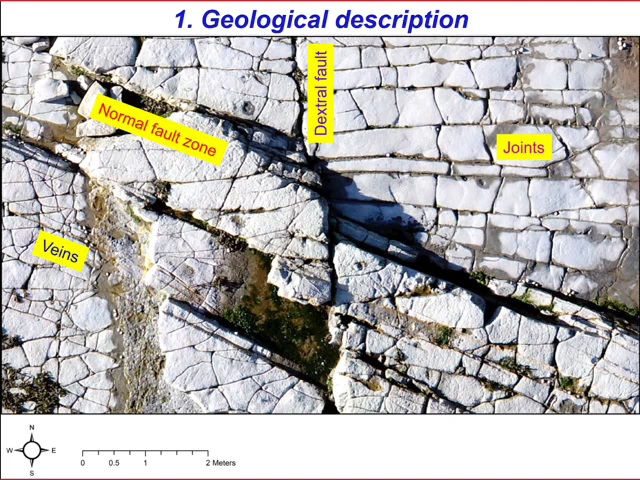 1. Geological description
Dextral fault
Normal fault zone
Joints
Veins
N
W
E
S
0 0.5 1 2 Meters